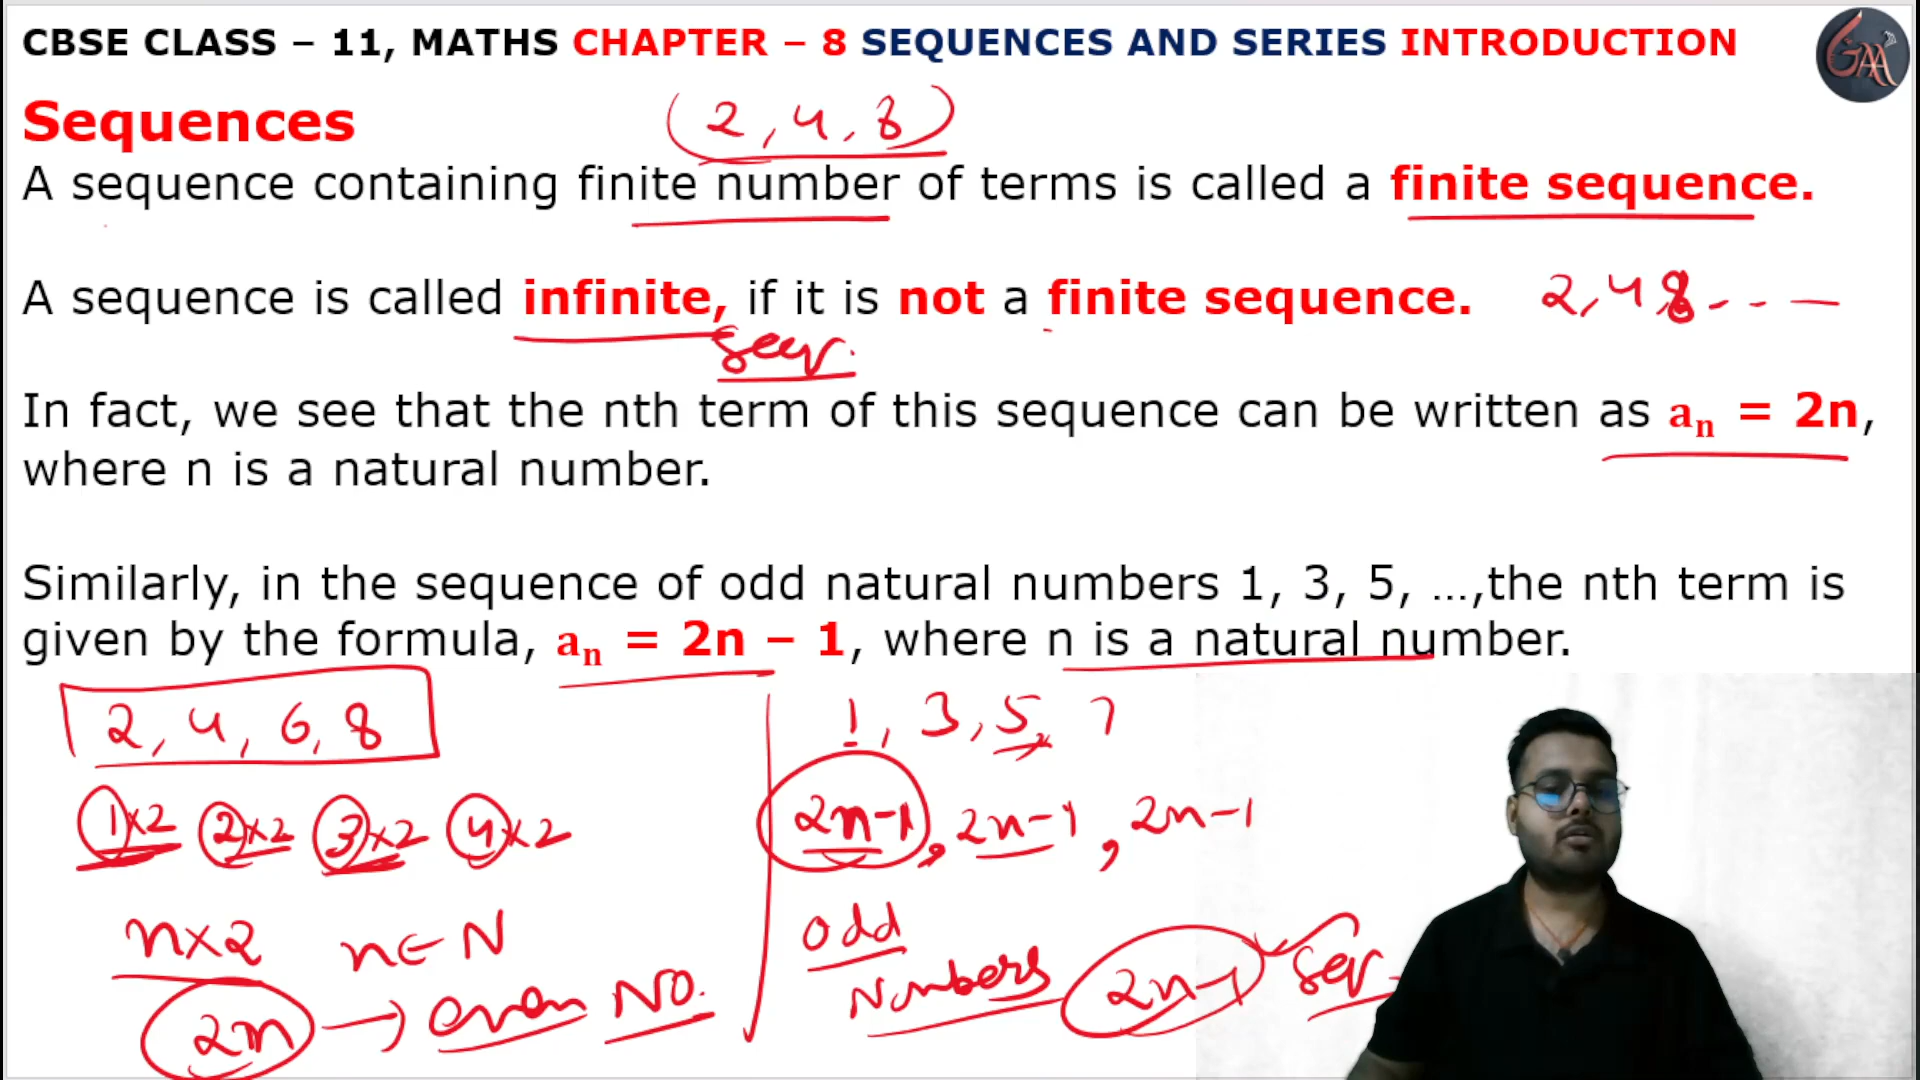 CBSE CLASS – 11, MATHS CHAPTER – 8 SEQUENCES AND SERIES INTRODUCTION
GAA
Sequences
(2, 4, 8)
A sequence containing finite number of terms is called a finite sequence.
A sequence is called infinite, if it is not a finite sequence. 2, 4 8 - - - —
seq.
In fact, we see that the nth term of this sequence can be written as aₙ = 2n,
where n is a natural number.
Similarly, in the sequence of odd natural numbers 1, 3, 5, …,the nth term is
given by the formula, aₙ = 2n – 1, where n is a natural number.
2, 4, 6, 8
1×2 2×2 3×2 4×2
n×2 n∈N
2n → even No.
1, 3, 5, 7
2n-1, 2n-1, 2n-1
odd
Numbers 2n-1 seq.